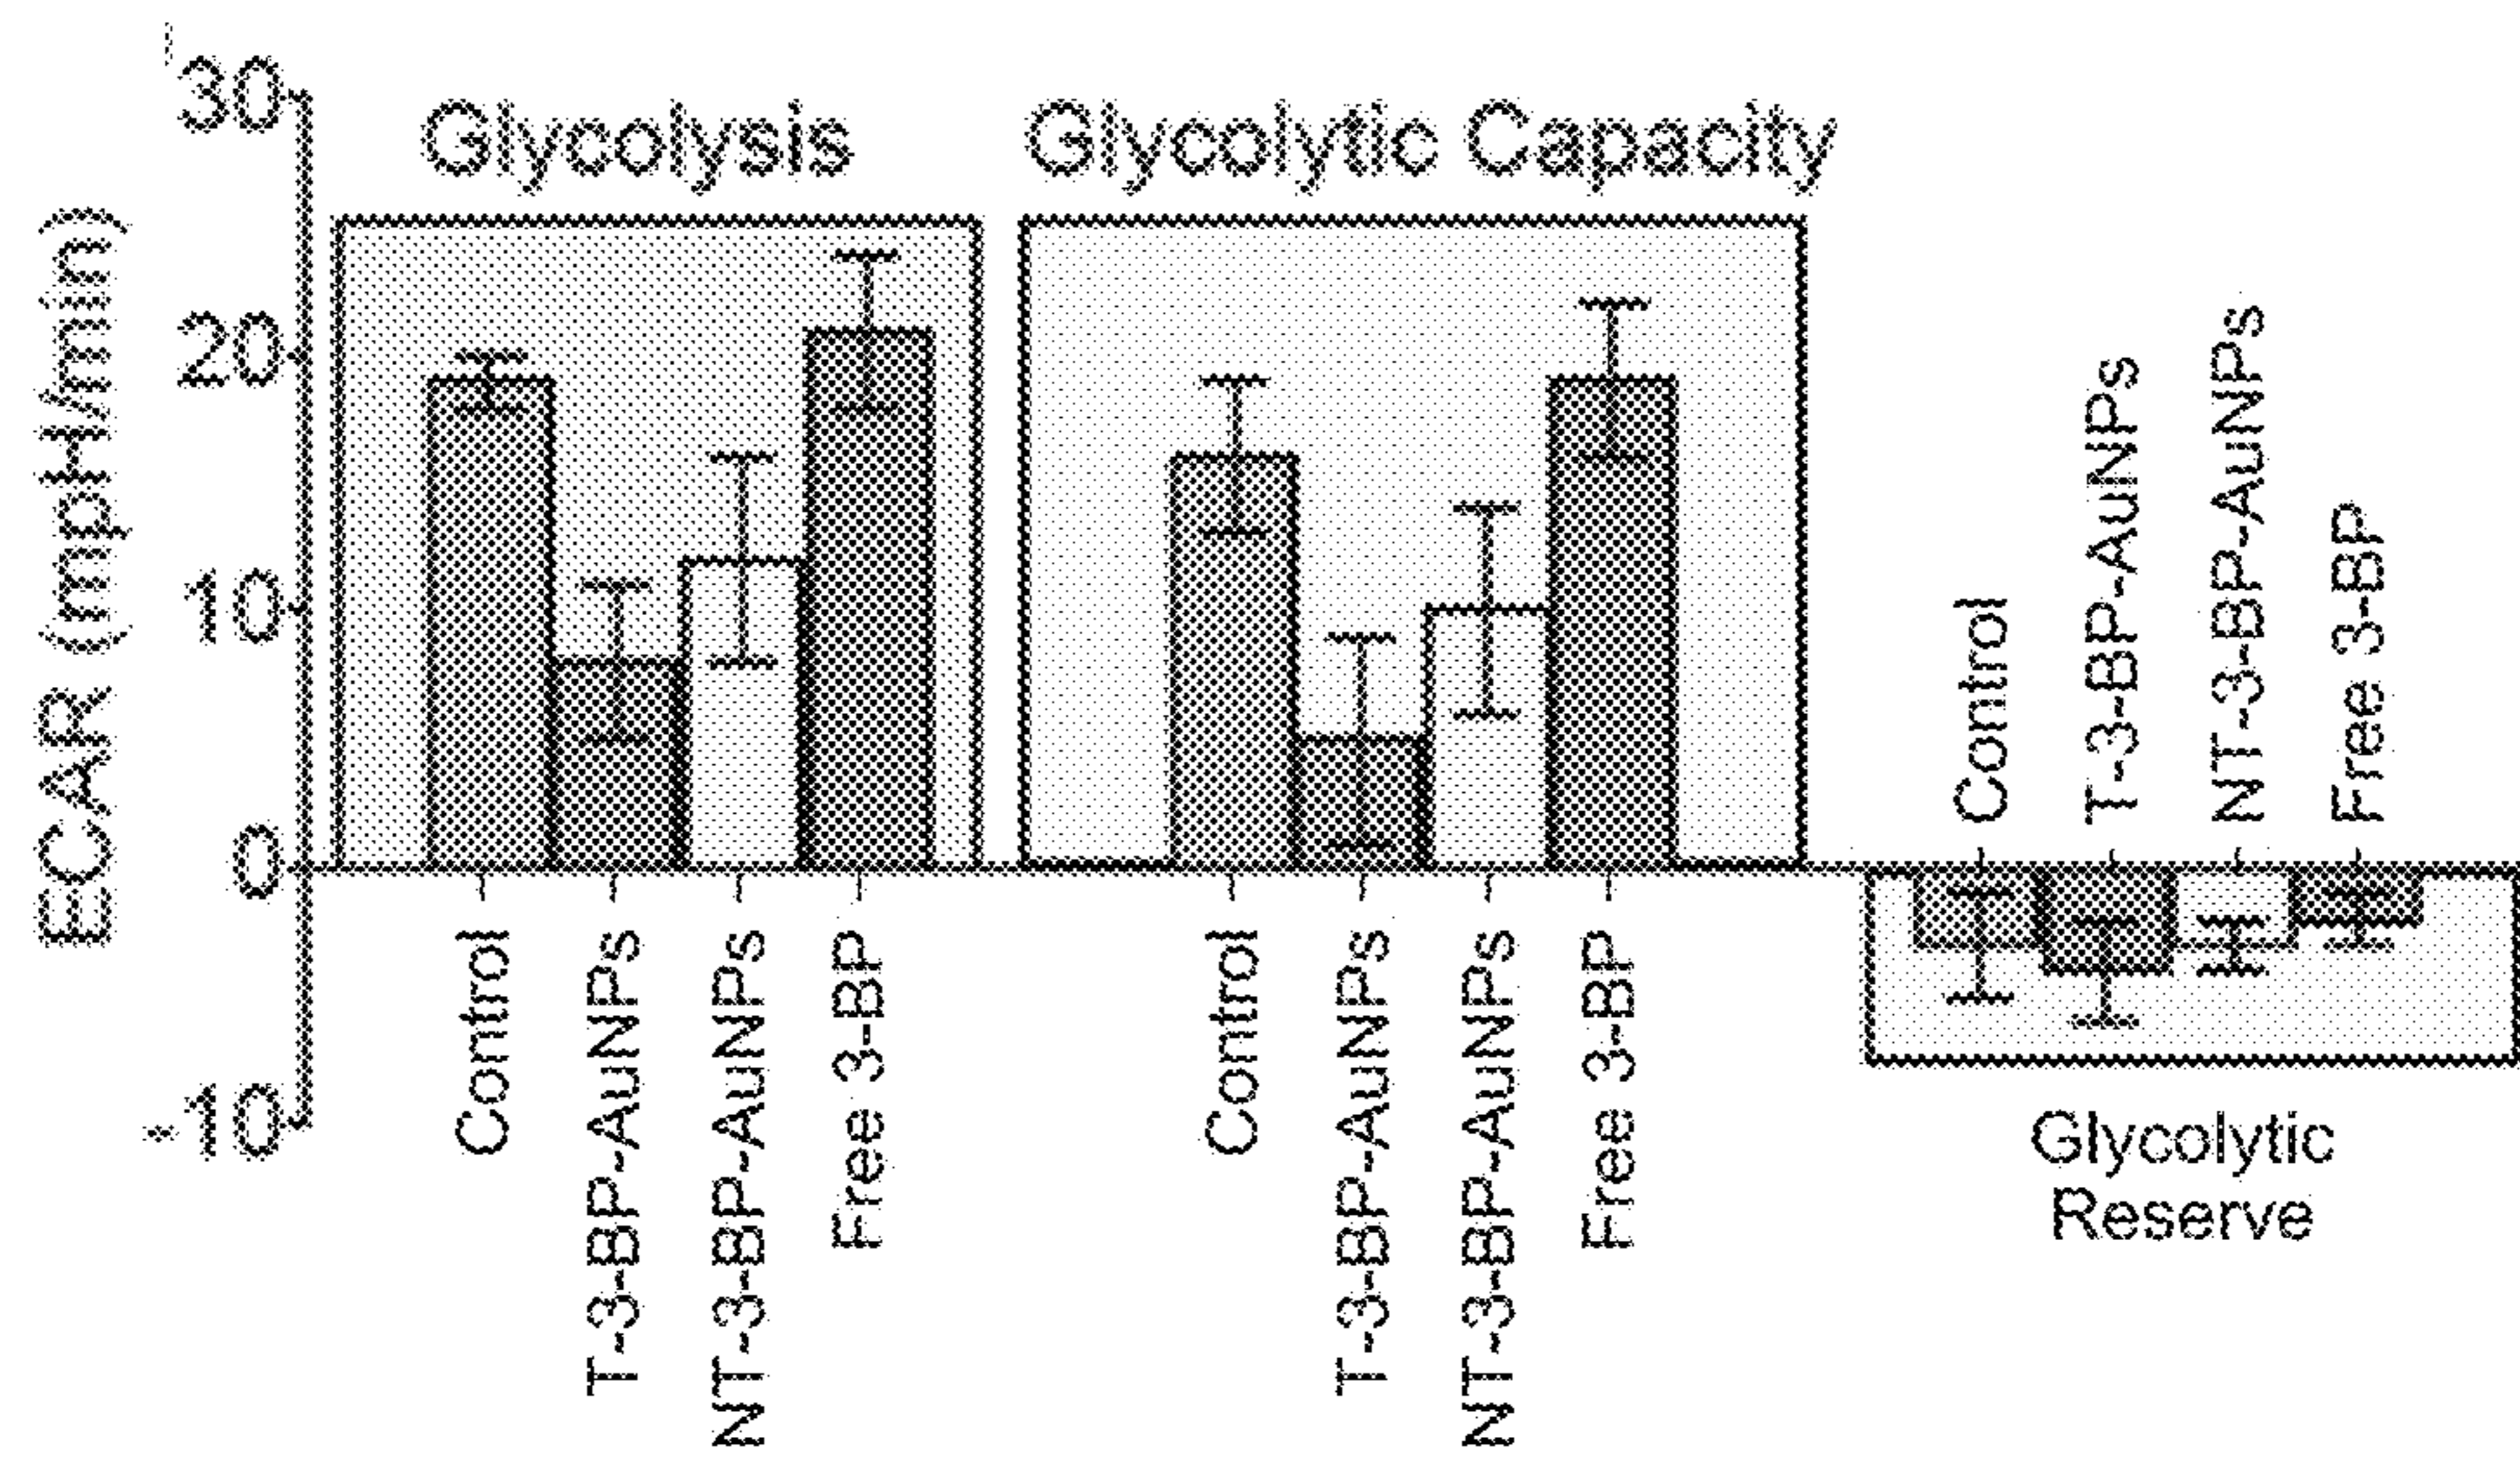 30
20
10
0
-10
ECAR (mpH/min)
Glycolysis
Control
T-3-BP-AuNPs
NT-3-BP-AuNPs
Free 3-BP
Glycolytic Capacity
Control
T-3-BP-AuNPs
NT-3-BP-AuNPs
Free 3-BP
Control
T-3-BP-AuNPs
NT-3-BP-AuNPs
Free 3-BP
Glycolytic
Reserve